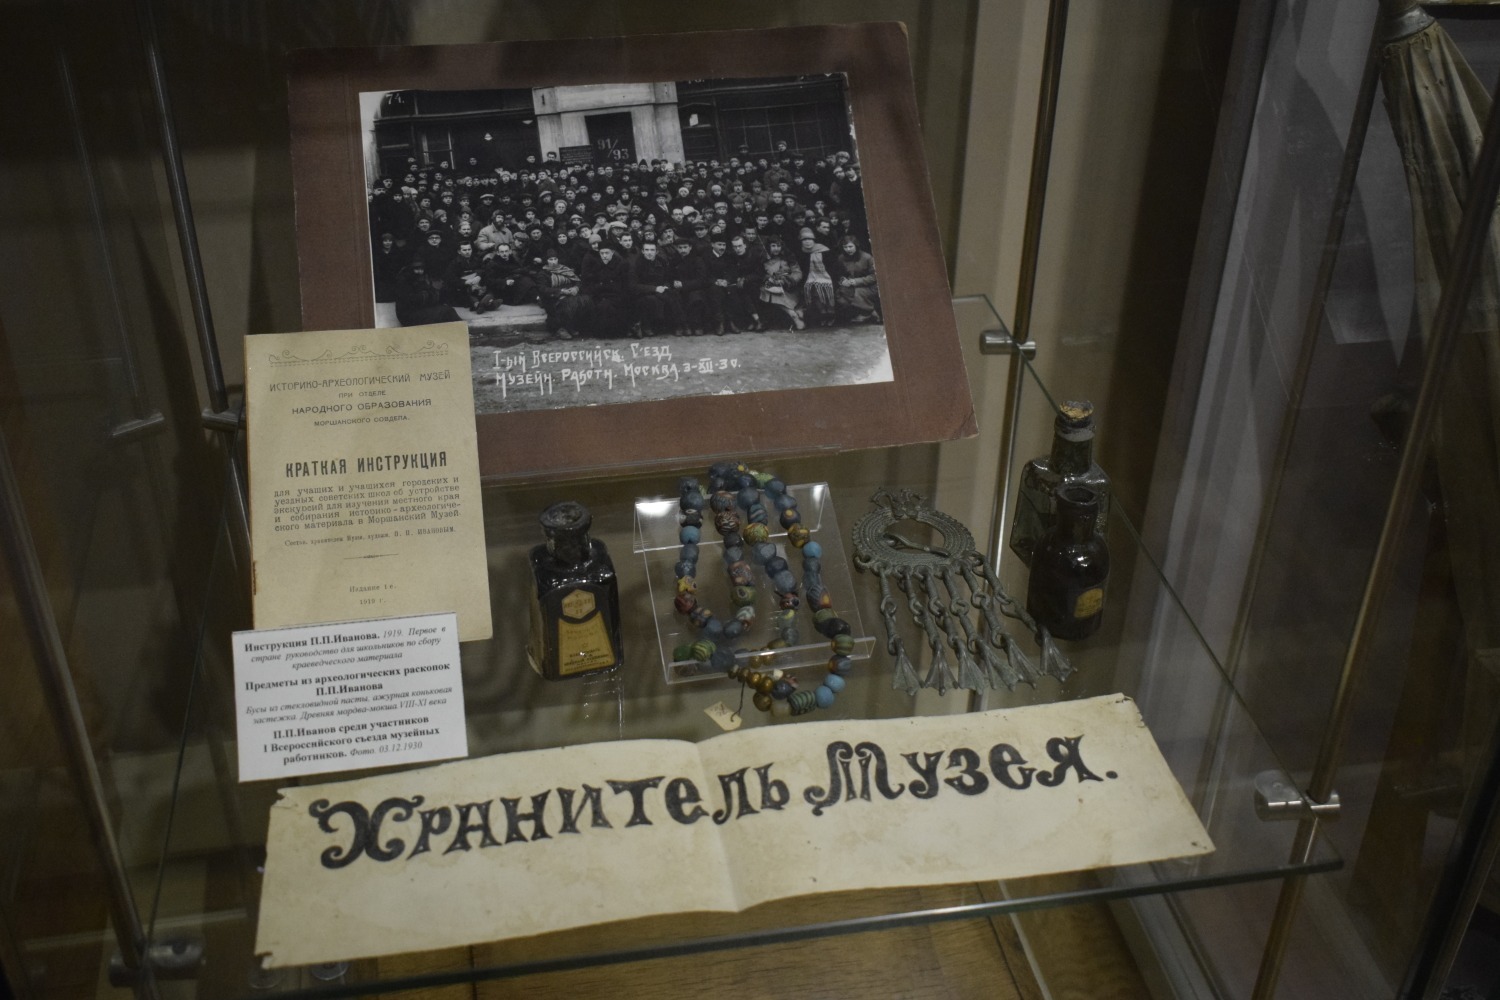 74.
91/
93
I-ый Всероссийск. С'езд
Музейн. Работн. Москва 3-XII-30.
ИСТОРИКО-АРХЕОЛОГИЧЕСКИЙ МУЗЕЙ
ПРИ ОТДЕЛЕ
НАРОДНОГО ОБРАЗОВАНИЯ
МОРШАНСКОГО СОВДЕПА.
КРАТКАЯ ИНСТРУКЦИЯ
для учащих и учащихся городских и
уездных советских школ об устройстве
экскурсий для изучения местного края
и собирания историко-археологиче-
ского материала в Моршанский Музей.
П. П. ИВАНОВЫМ.
Издание 1-е.
1919 г.
Инструкция П.П.Иванова. 1919. Первое в
стране руководство для школьников по сбору
краеведческого материала
Предметы из археологических раскопок
П.П.Иванова
Бусы из стекловидной пасты, ажурная коньковая
застежка. Древняя мордва-мокша VIII-XI века
П.П.Иванов среди участников
I Всероссийского съезда музейных
работников. Фото. 03.12.1930
Хранитель Музея.